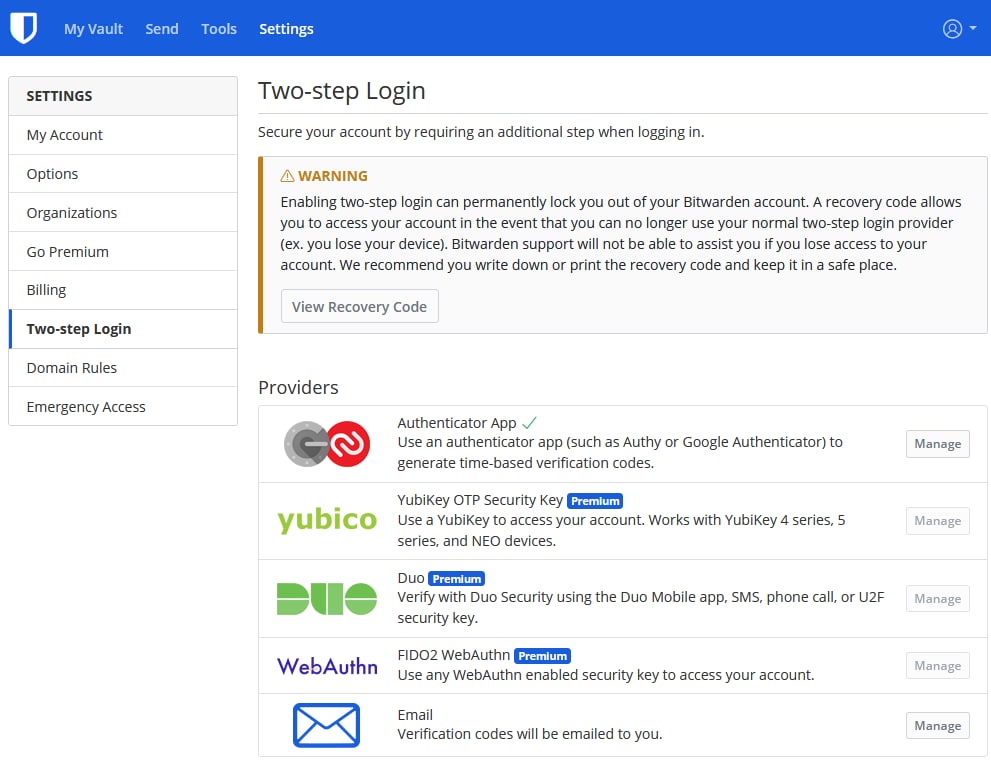 My Vault Send Tools Settings
SETTINGS
My Account
Options
Organizations
Go Premium
Billing
Two-step Login
Domain Rules
Emergency Access
Two-step Login
Secure your account by requiring an additional step when logging in.
WARNING
Enabling two-step login can permanently lock you out of your Bitwarden account. A recovery code allows
you to access your account in the event that you can no longer use your normal two-step login provider
(ex. you lose your device). Bitwarden support will not be able to assist you if you lose access to your
account. We recommend you write down or print the recovery code and keep it in a safe place.
View Recovery Code
Providers
Authenticator App
Use an authenticator app (such as Authy or Google Authenticator) to
generate time-based verification codes.
Manage
yubico
YubiKey OTP Security Key Premium
Use a YubiKey to access your account. Works with YubiKey 4 series, 5
series, and NEO devices.
Manage
DUO
Duo Premium
Verify with Duo Security using the Duo Mobile app, SMS, phone call, or U2F
security key.
Manage
WebAuthn
FIDO2 WebAuthn Premium
Use any WebAuthn enabled security key to access your account.
Manage
Email
Verification codes will be emailed to you.
Manage